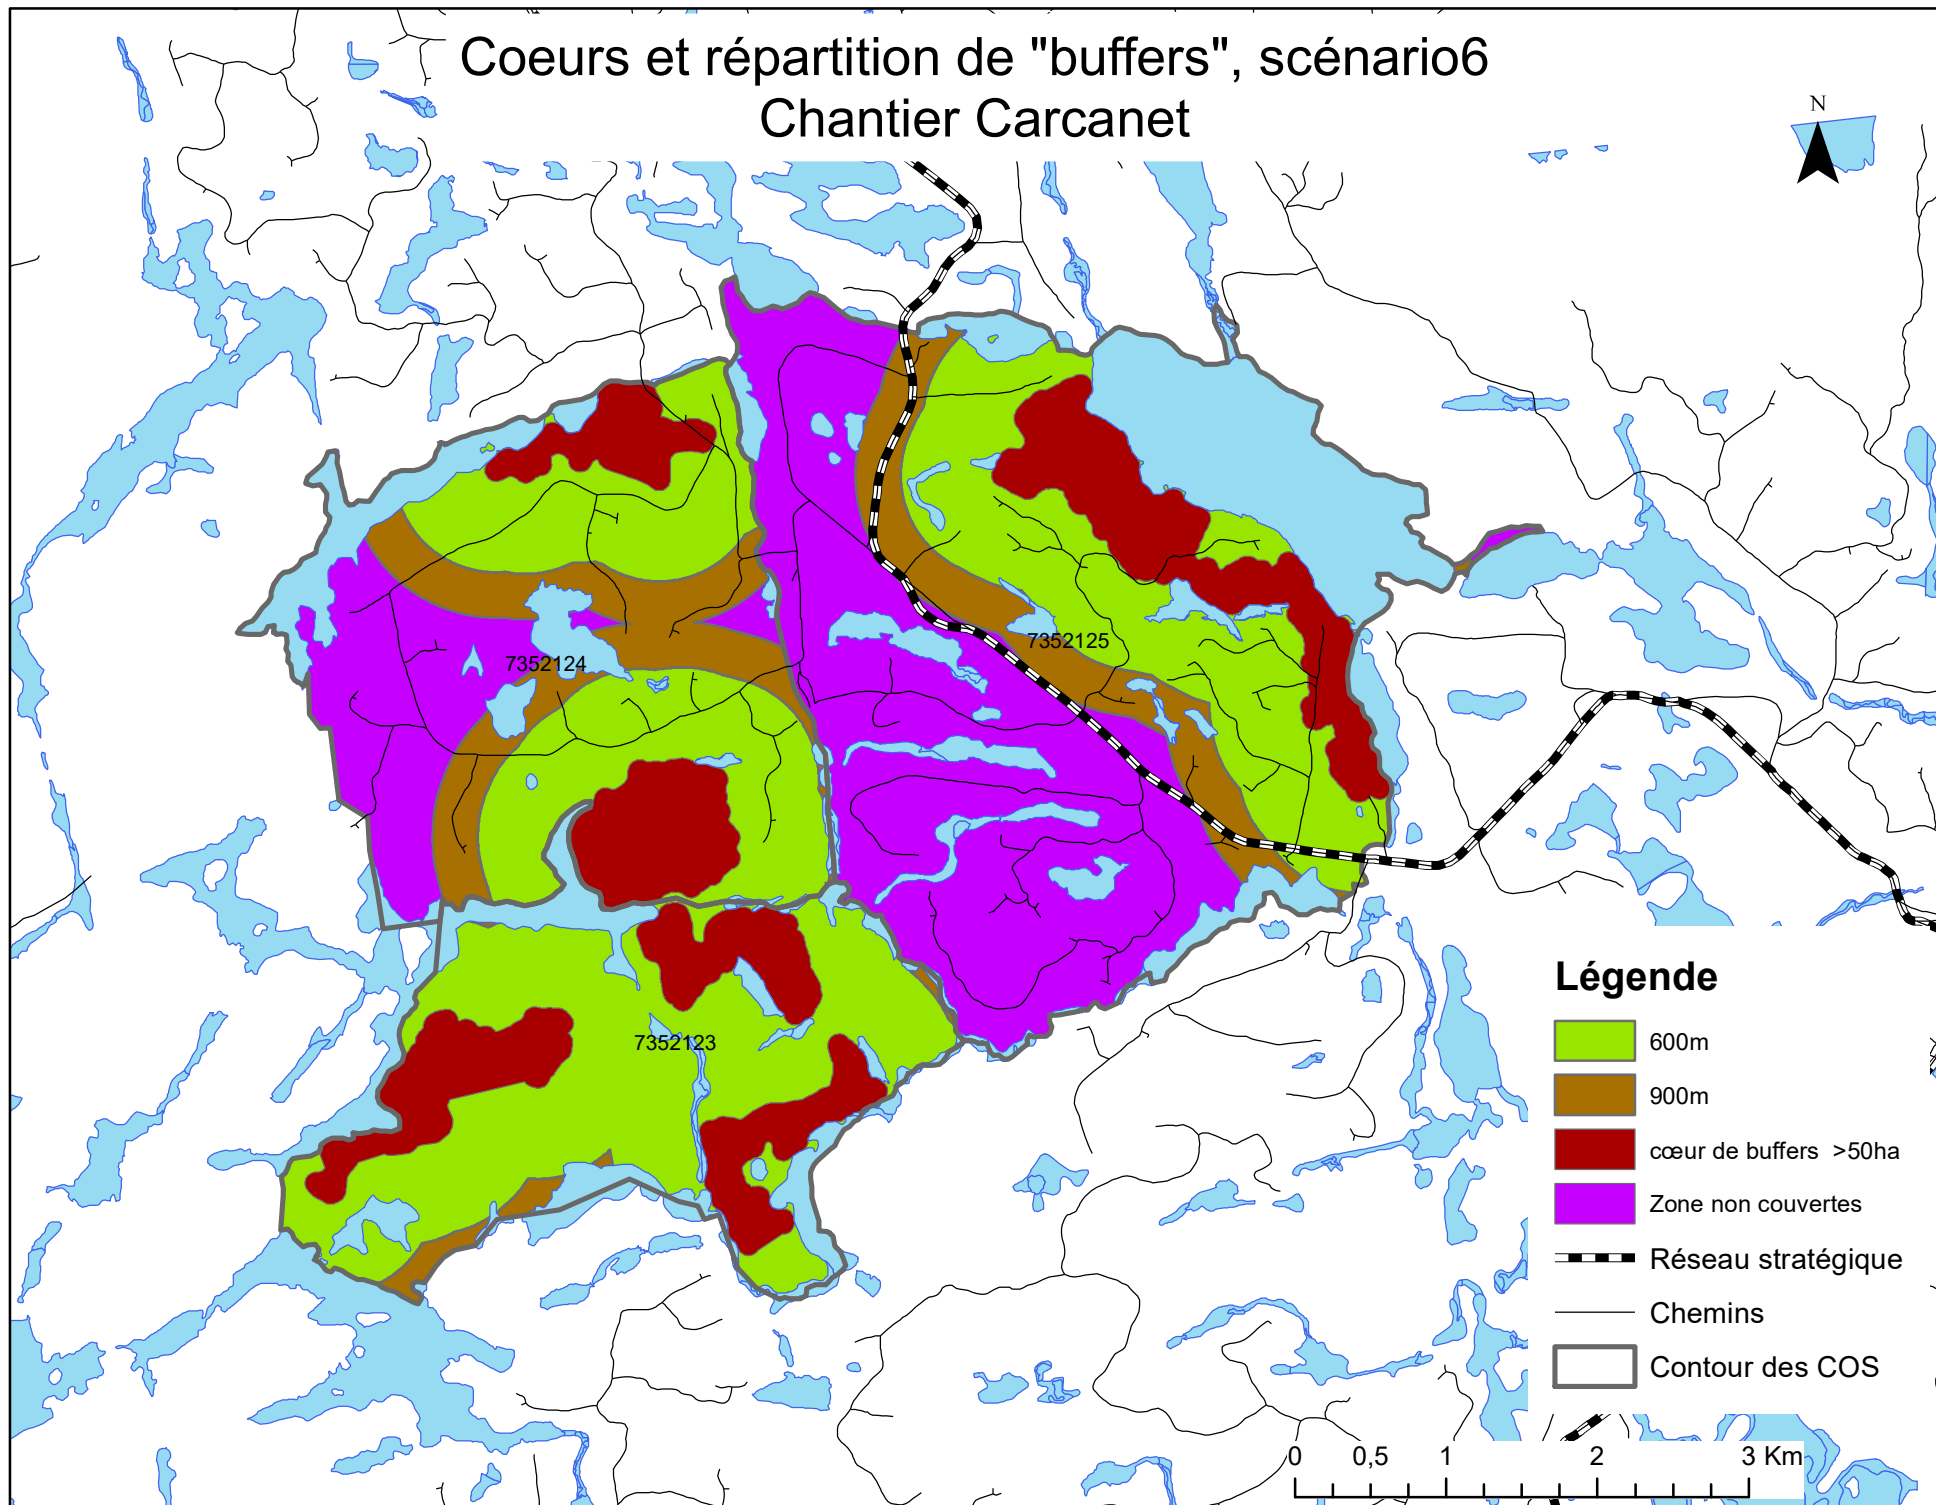 Coeurs et répartition de "buffers", scénario6
Chantier Carcanet
N
7352124
7352125
7352123
Légende
600m
900m
cœur de buffers >50ha
Zone non couvertes
Réseau stratégique
Chemins
Contour des COS
0 0,5 1 2 3 Km